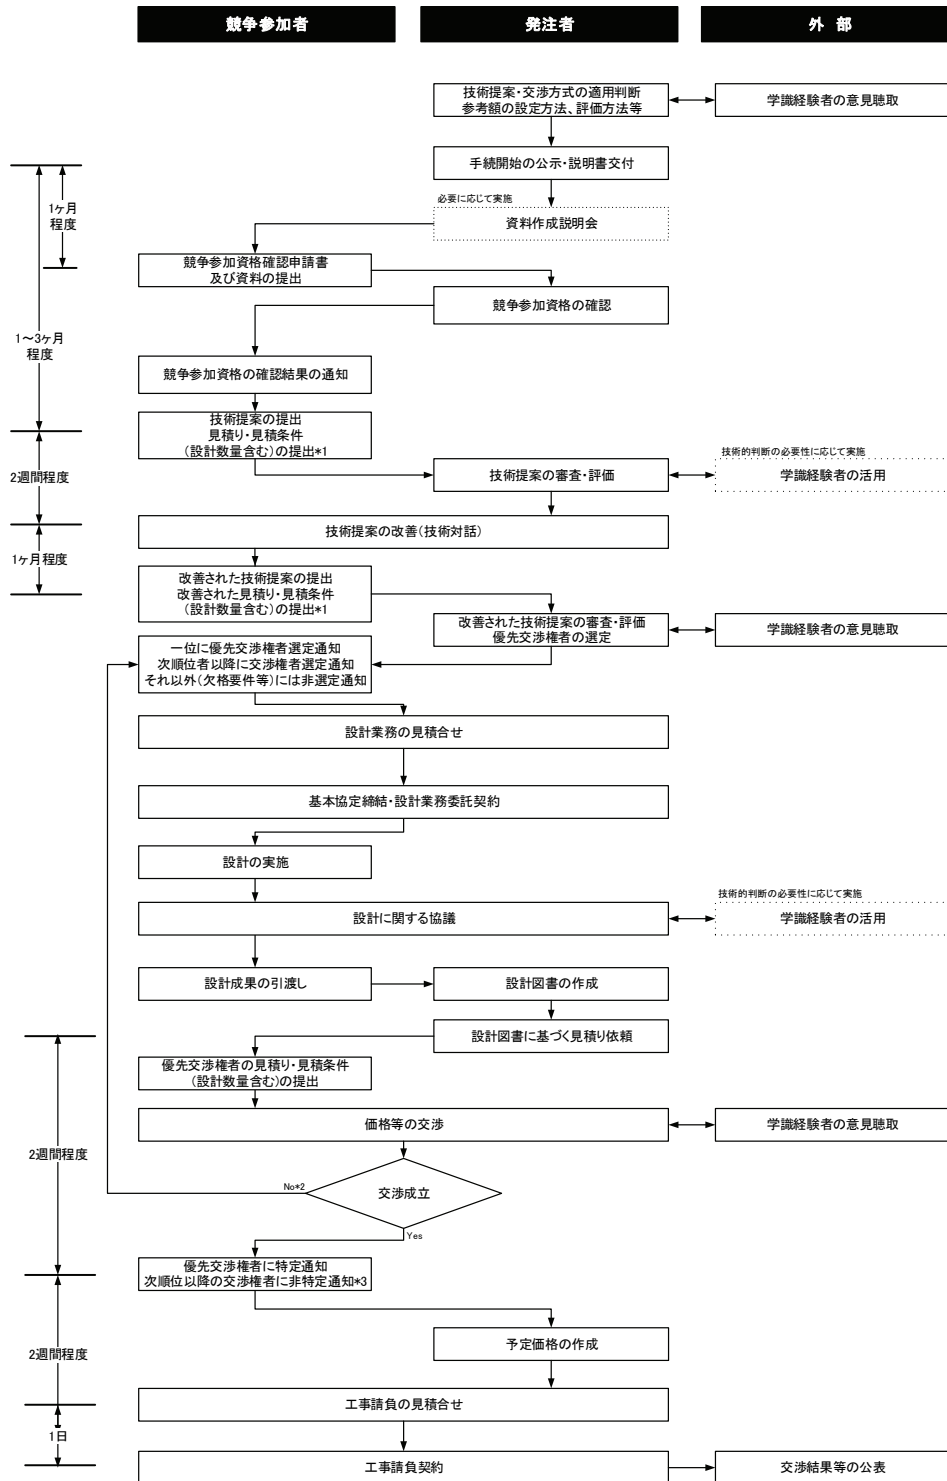 競争参加者
発注者
外 部
技術提案・交渉方式の適用判断
参考額の設定方法、評価方法等
学識経験者の意見聴取
手続開始の公示・説明書交付
必要に応じて実施
資料作成説明会
1ヶ月
程度
競争参加資格確認申請書
及び資料の提出
競争参加資格の確認
1～3ヶ月
程度
競争参加資格の確認結果の通知
技術提案の提出
見積り・見積条件
(設計数量含む)の提出*1
2週間程度
技術提案の審査・評価
技術的判断の必要性に応じて実施
学識経験者の活用
技術提案の改善(技術対話)
1ヶ月程度
改善された技術提案の提出
改善された見積り・見積条件
(設計数量含む)の提出*1
改善された技術提案の審査・評価
優先交渉権者の選定
学識経験者の意見聴取
一位に優先交渉権者選定通知
次順位者以降に交渉権者選定通知
それ以外(欠格要件等)には非選定通知
設計業務の見積合せ
基本協定締結・設計業務委託契約
設計の実施
設計に関する協議
技術的判断の必要性に応じて実施
学識経験者の活用
設計成果の引渡し
設計図書の作成
設計図書に基づく見積り依頼
優先交渉権者の見積り・見積条件
(設計数量含む)の提出
価格等の交渉
学識経験者の意見聴取
2週間程度
No*2
交渉成立
Yes
優先交渉権者に特定通知
次順位以降の交渉権者に非特定通知*3
予定価格の作成
2週間程度
工事請負の見積合せ
1日
工事請負契約
交渉結果等の公表